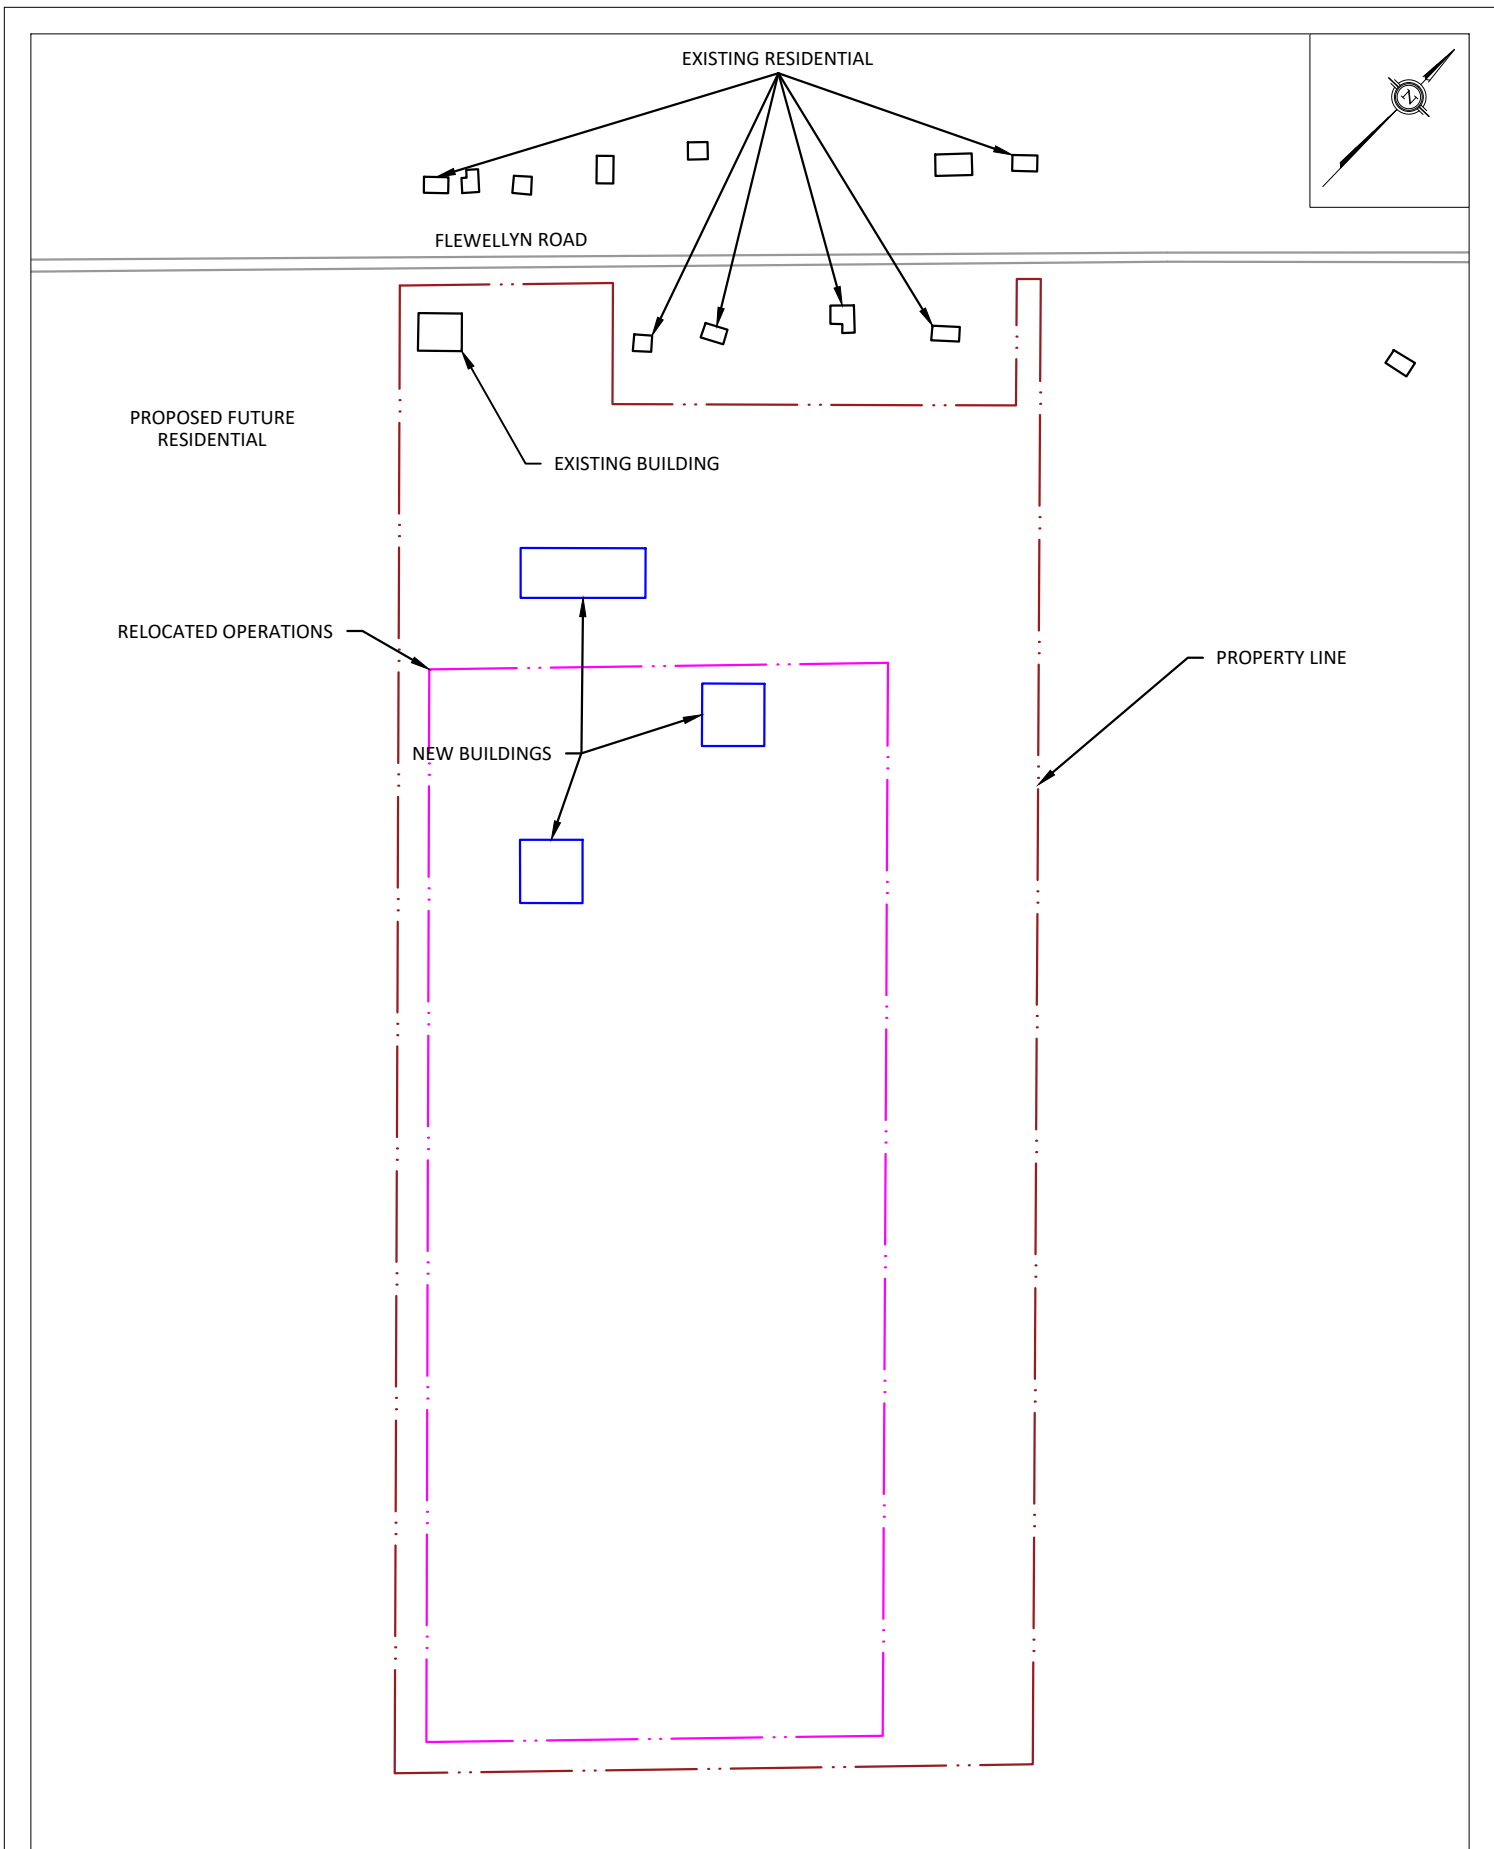 EXISTING RESIDENTIAL
N
FLEWELLYN ROAD
PROPOSED FUTURE
RESIDENTIAL
EXISTING BUILDING
RELOCATED OPERATIONS
PROPERTY LINE
NEW BUILDINGS